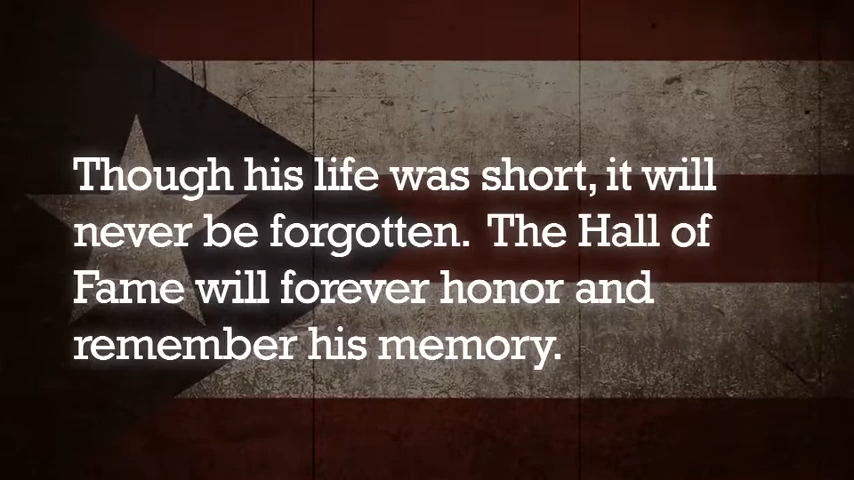 Though his life was short, it will
never be forgotten.  The Hall of
Fame will forever honor and
remember his memory.